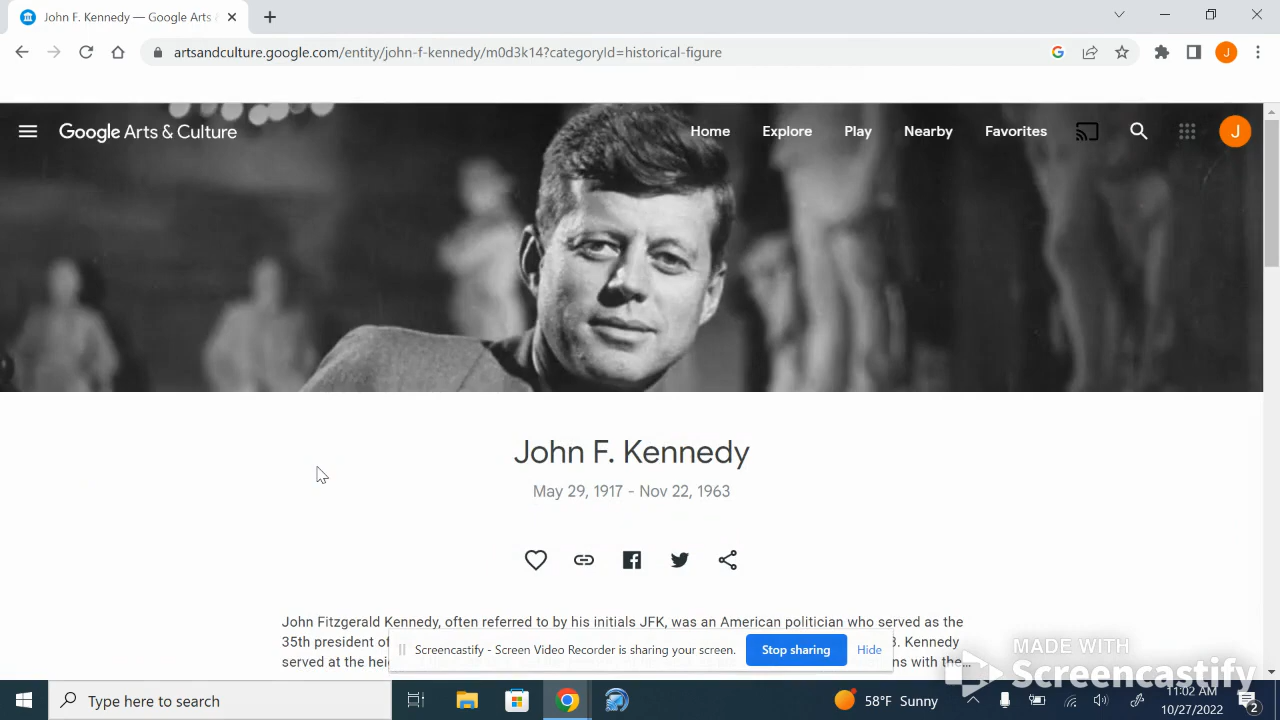 John F. Kennedy — Google Arts &
artsandculture.google.com/entity/john-f-kennedy/m0d3k14?categoryId=historical-figure
J
Google Arts & Culture
Home
Explore
Play
Nearby
Favorites
J
John F. Kennedy
May 29, 1917 - Nov 22, 1963
John Fitzgerald Kennedy, often referred to by his initials JFK, was an American politician who served as the
35th president of
Kennedy
served at the
with the…
Screencastify - Screen Video Recorder is sharing your screen.
Stop sharing
Hide
MADE WITH
Screencastify
Type here to search
58°F Sunny
11:02 AM
10/27/2022
2